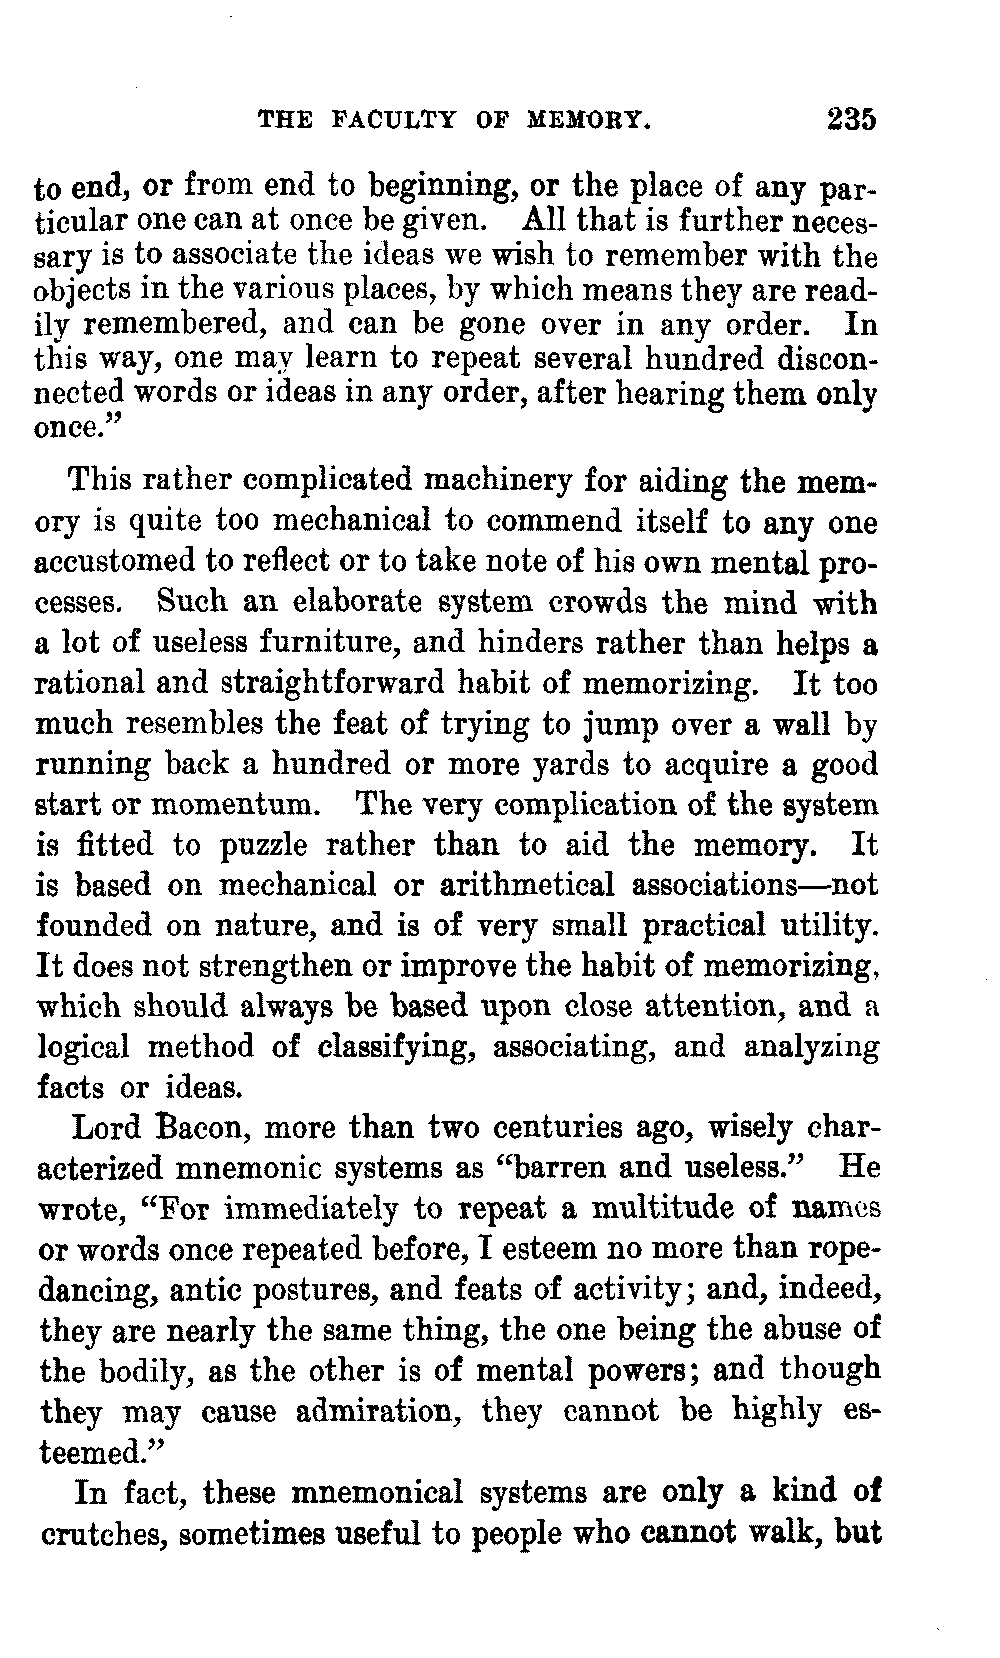 THE FACULTY OF MEMORY. 235
to end, or from end to beginning, or the place of any par-
ticular one can at once be given. All that is further neces-
sary is to associate the ideas we wish to remember with the
objects in the various places, by which means they are read-
ily remembered, and can be gone over in any order. In
this way, one may learn to repeat several hundred discon-
nected words or ideas in any order, after hearing them only
once.”
This rather complicated machinery for aiding the mem-
ory is quite too mechanical to commend itself to any one
accustomed to reflect or to take note of his own mental pro-
cesses. Such an elaborate system crowds the mind with
a lot of useless furniture, and hinders rather than helps a
rational and straightforward habit of memorizing. It too
much resembles the feat of trying to jump over a wall by
running back a hundred or more yards to acquire a good
start or momentum. The very complication of the system
is fitted to puzzle rather than to aid the memory. It
is based on mechanical or arithmetical associations—not
founded on nature, and is of very small practical utility.
It does not strengthen or improve the habit of memorizing,
which should always be based upon close attention, and a
logical method of classifying, associating, and analyzing
facts or ideas.
Lord Bacon, more than two centuries ago, wisely char-
acterized mnemonic systems as “barren and useless.” He
wrote, “For immediately to repeat a multitude of names
or words once repeated before, I esteem no more than rope-
dancing, antic postures, and feats of activity; and, indeed,
they are nearly the same thing, the one being the abuse of
the bodily, as the other is of mental powers; and though
they may cause admiration, they cannot be highly es-
teemed.”
In fact, these mnemonical systems are only a kind of
crutches, sometimes useful to people who cannot walk, but